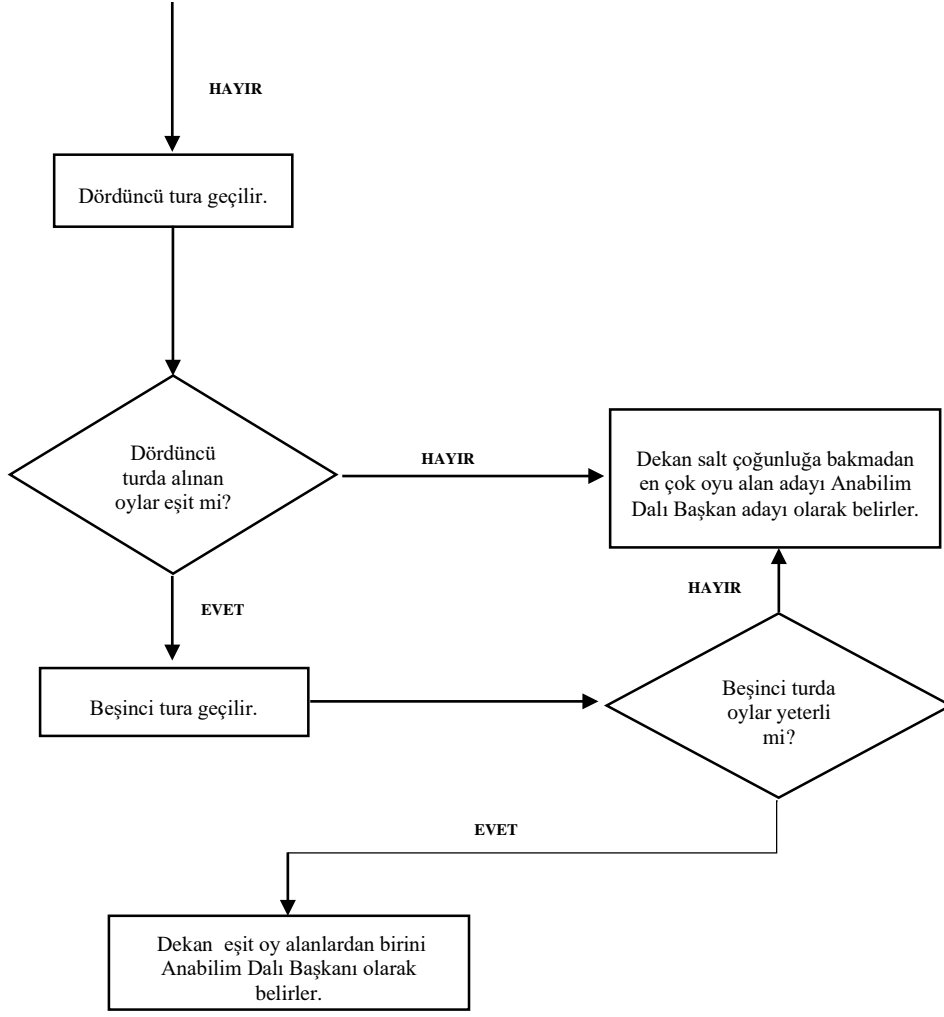 HAYIR
Dördüncü tura geçilir.
Dördüncü
turda alınan
oylar eşit mi?
HAYIR
Dekan salt çoğunluğa bakmadan
en çok oyu alan adayı Anabilim
Dalı Başkan adayı olarak belirler.
EVET
HAYIR
Beşinci tura geçilir.
Beşinci turda
oylar yeterli
mi?
EVET
Dekan eşit oy alanlardan birini
Anabilim Dalı Başkanı olarak
belirler.